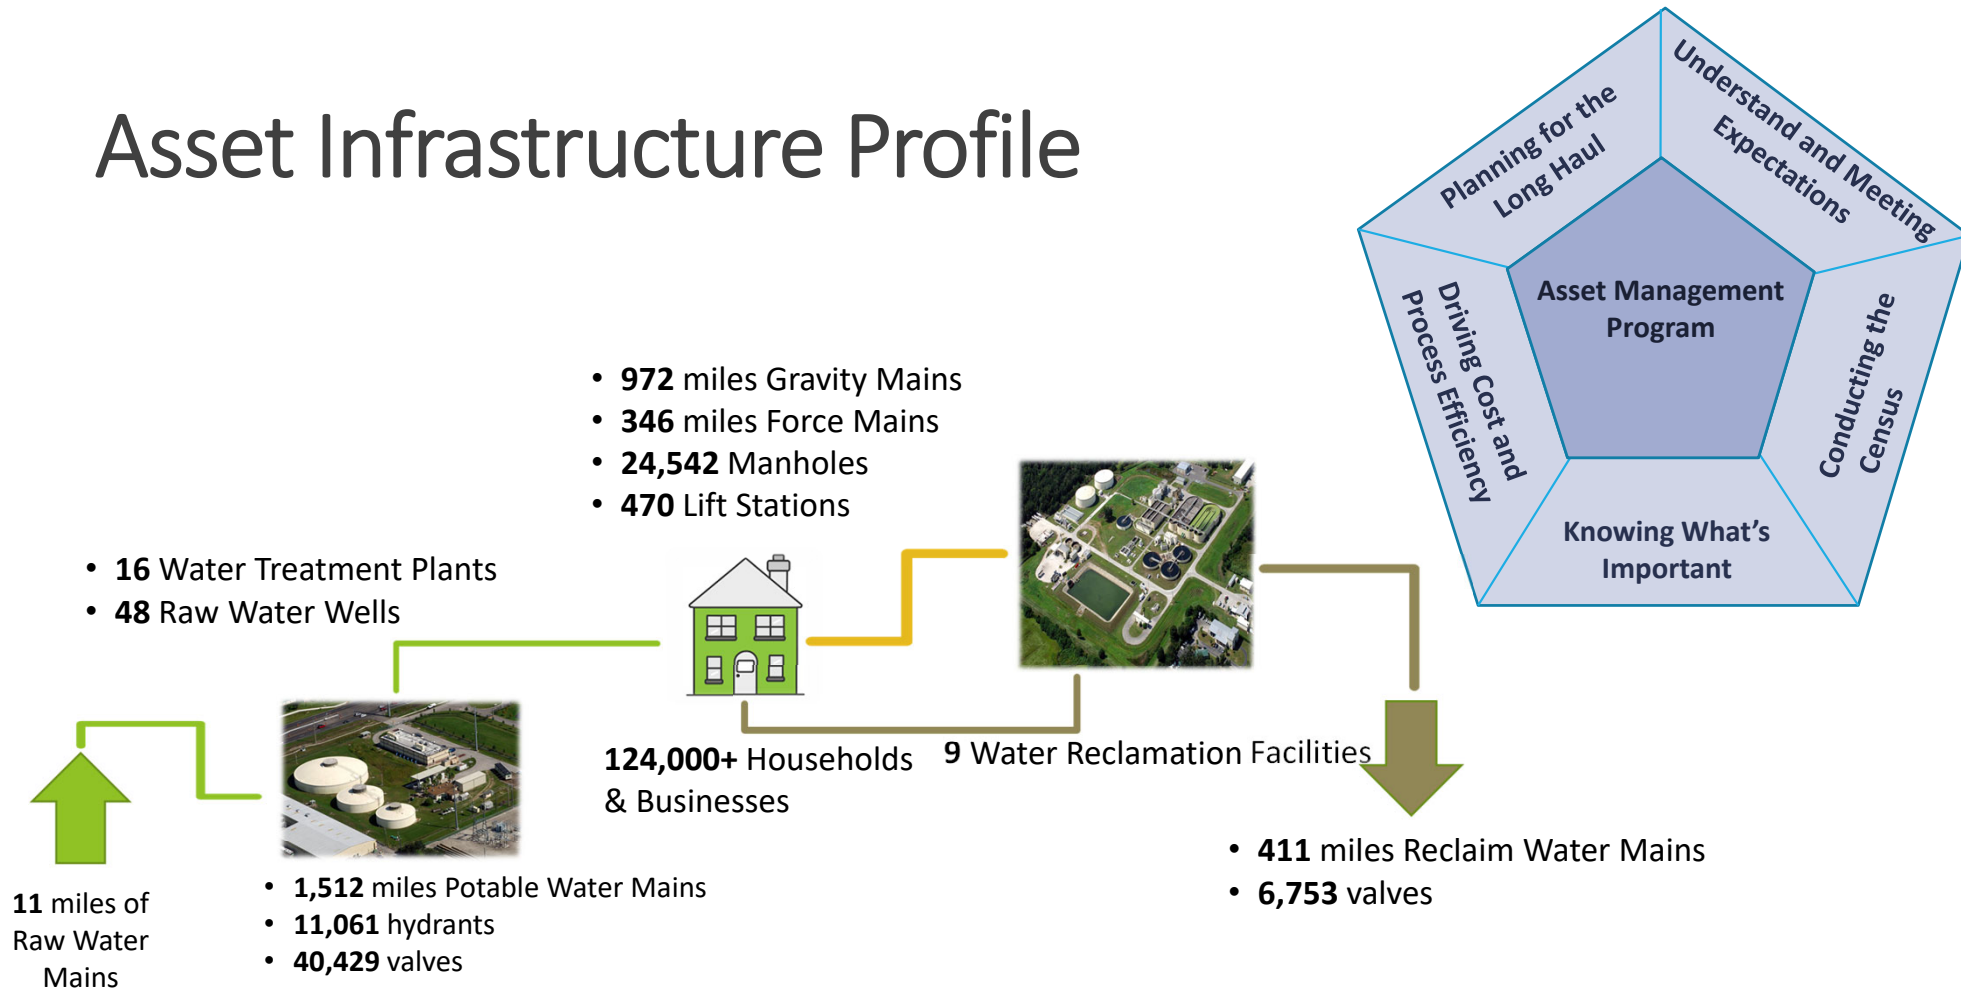 Asset Infrastructure Profile
Planning for the
Long Haul
Understand and Meeting
Expectations
Asset Management
Program
Driving Cost and
Process Efficiency
Conducting the
Census
Knowing What’s
Important
• 972 miles Gravity Mains
• 346 miles Force Mains
• 24,542 Manholes
• 470 Lift Stations
• 16 Water Treatment Plants
• 48 Raw Water Wells
124,000+ Households
& Businesses
9 Water Reclamation Facilities
11 miles of
Raw Water
Mains
• 1,512 miles Potable Water Mains
• 11,061 hydrants
• 40,429 valves
• 411 miles Reclaim Water Mains
• 6,753 valves